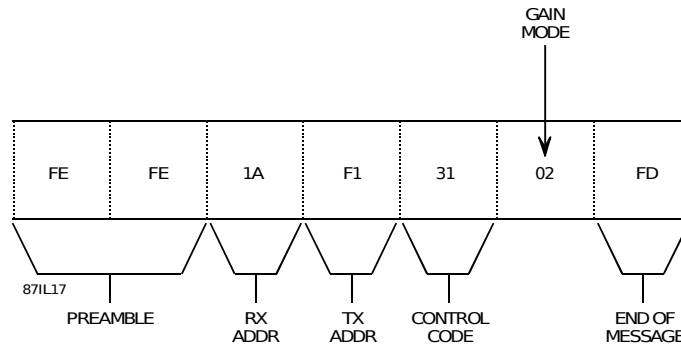 GAIN
MODE
FE FE 1A F1 31 02 FD
87IL17
PREAMBLE
RX
ADDR
TX
ADDR
CONTROL
CODE
END OF
MESSAGE